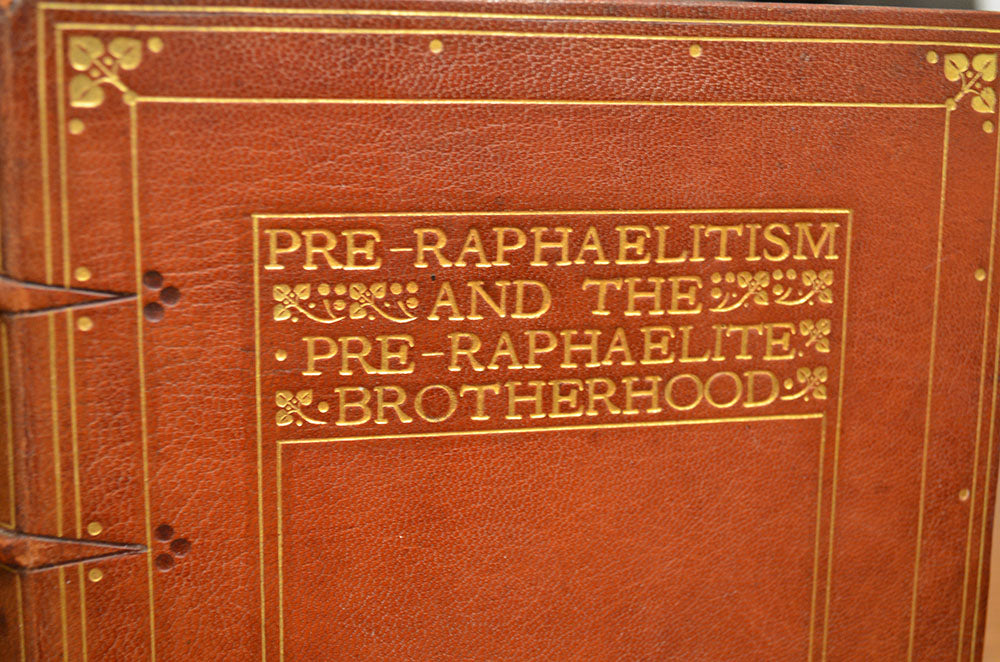 PRE-RAPHAELITISM
AND THE
PRE-RAPHAELITE
BROTHERHOOD